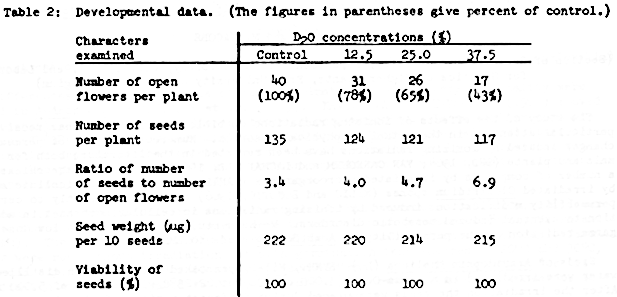 Table 2: Developmental data. (The figures in parentheses give percent of control.)
Characters examined D2O concentrations (%)
Control 12.5 25.0 37.5
Number of open flowers per plant 40 (100%) 31 (78%) 26 (65%) 17 (43%)
Number of seeds per plant 135 124 121 117
Ratio of number of seeds to number of open flowers 3.4 4.0 4.7 6.9
Seed weight (µg) per 10 seeds 222 220 214 215
Viability of seeds (%) 100 100 100 100